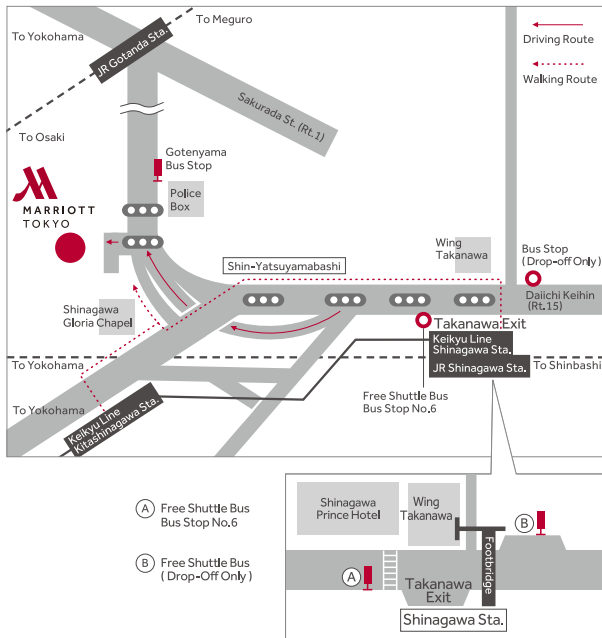 To Meguro
To Yokohama
JR Gotanda Sta.
Driving Route
Walking Route
Sakurada St. (Rt.1)
To Osaki
Gotenyama
Bus Stop
Police
Box
MARRIOTT
TOKYO
Wing
Takanawa
Bus Stop
(Drop-off Only)
Shin-Yatsuyamabashi
Daiichi Keihin
(Rt.15)
Shinagawa
Gloria Chapel
Takanawa Exit
Keikyu Line
Shinagawa Sta.
JR Shinagawa Sta.
To Yokohama
To Shinbashi
Free Shuttle Bus
Bus Stop No.6
To Yokohama
Keikyu Line
Kitashinagawa Sta.
A Free Shuttle Bus
Bus Stop No.6
B Free Shuttle Bus
(Drop-Off Only)
Shinagawa
Prince Hotel
Wing
Takanawa
B
Footbridge
A
Takanawa
Exit
Shinagawa Sta.